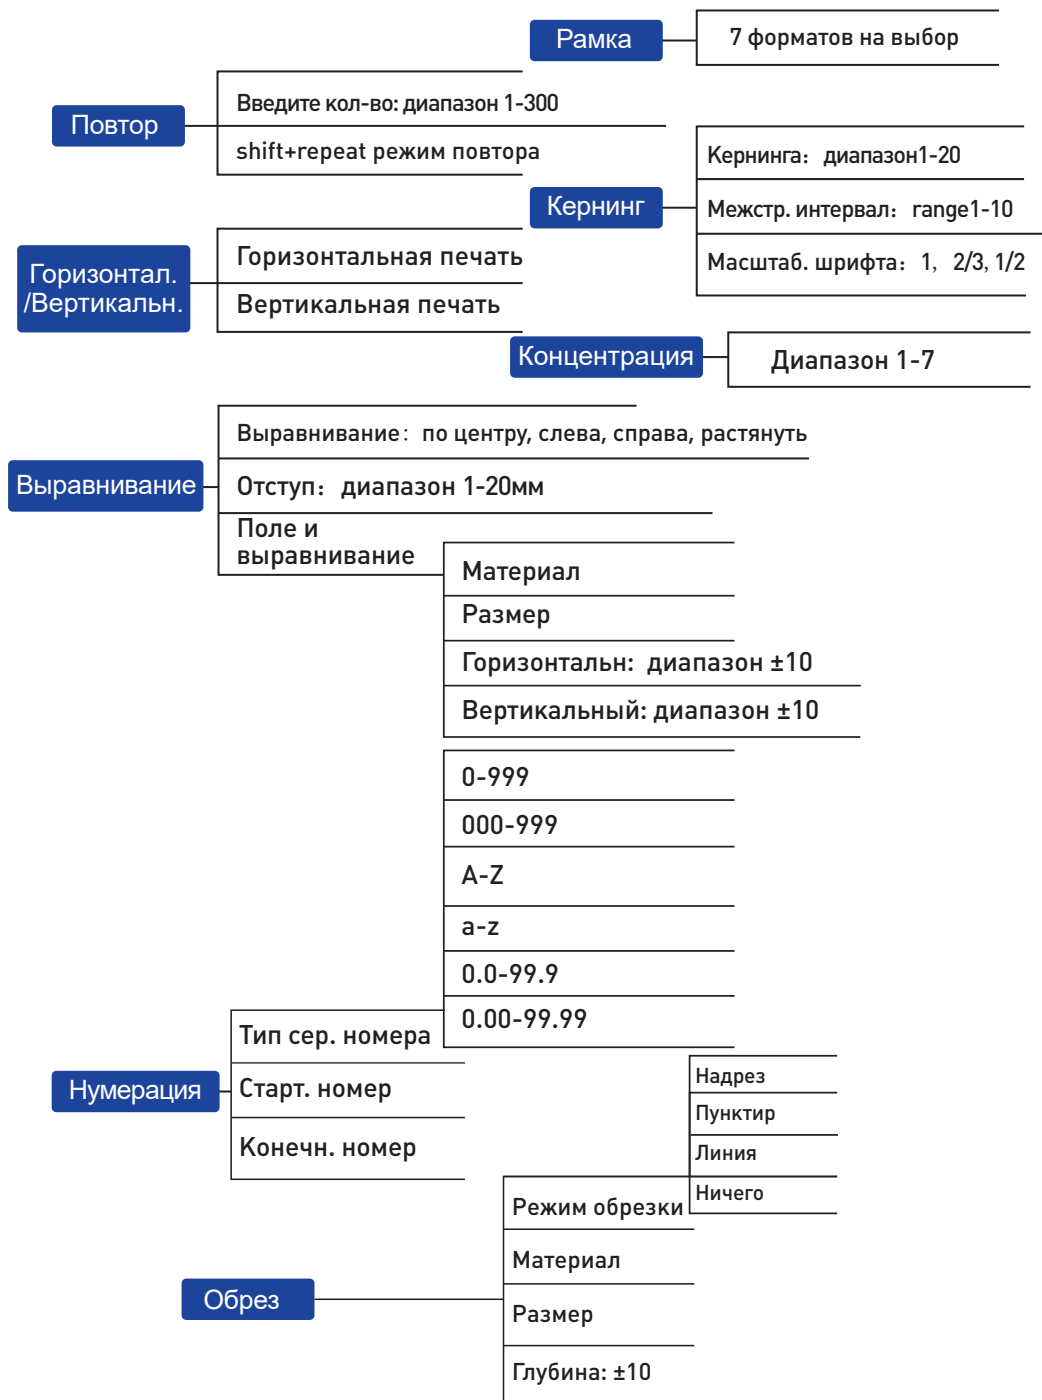 Рамка
7 форматов на выбор
Повтор
Введите кол-во: диапазон 1-300
shift+repeat режим повтора
Кернинг
Кернинга: диапазон1-20
Межстр. интервал: range1-10
Масштаб. шрифта: 1, 2/3, 1/2
Горизонтал.
/Вертикальн.
Горизонтальная печать
Вертикальная печать
Концентрация
Диапазон 1-7
Выравнивание
Выравнивание: по центру, слева, справа, растянуть
Отступ: диапазон 1-20мм
Поле и
выравнивание
Материал
Размер
Горизонтальн: диапазон ±10
Вертикальный: диапазон ±10
0-999
000-999
A-Z
a-z
0.0-99.9
0.00-99.99
Нумерация
Тип сер. номера
Старт. номер
Конечн. номер
Надрез
Пунктир
Линия
Ничего
Обрез
Режим обрезки
Материал
Размер
Глубина: ±10